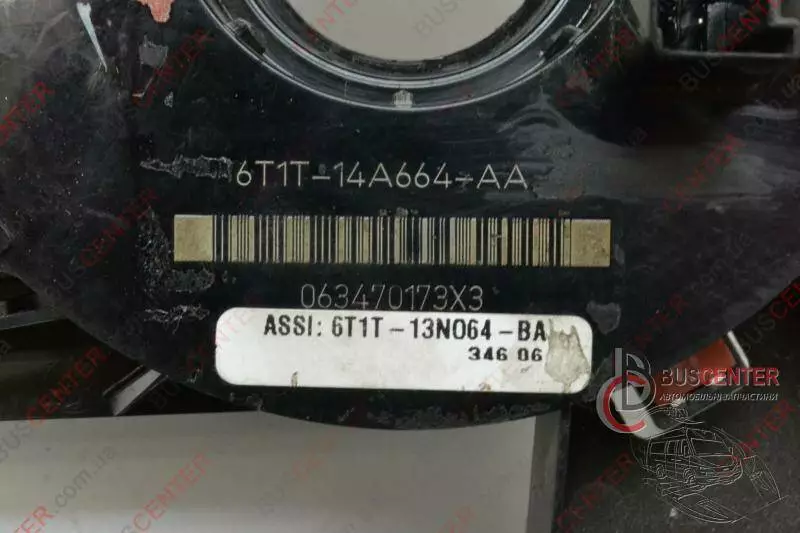 6T1T-14A664-AA
063470173X3
ASSI: 6T1T-13N064-BA
346 06
BUSCENTER
АВТОМОБІЛЬНІ ЗАПЧАСТИНИ